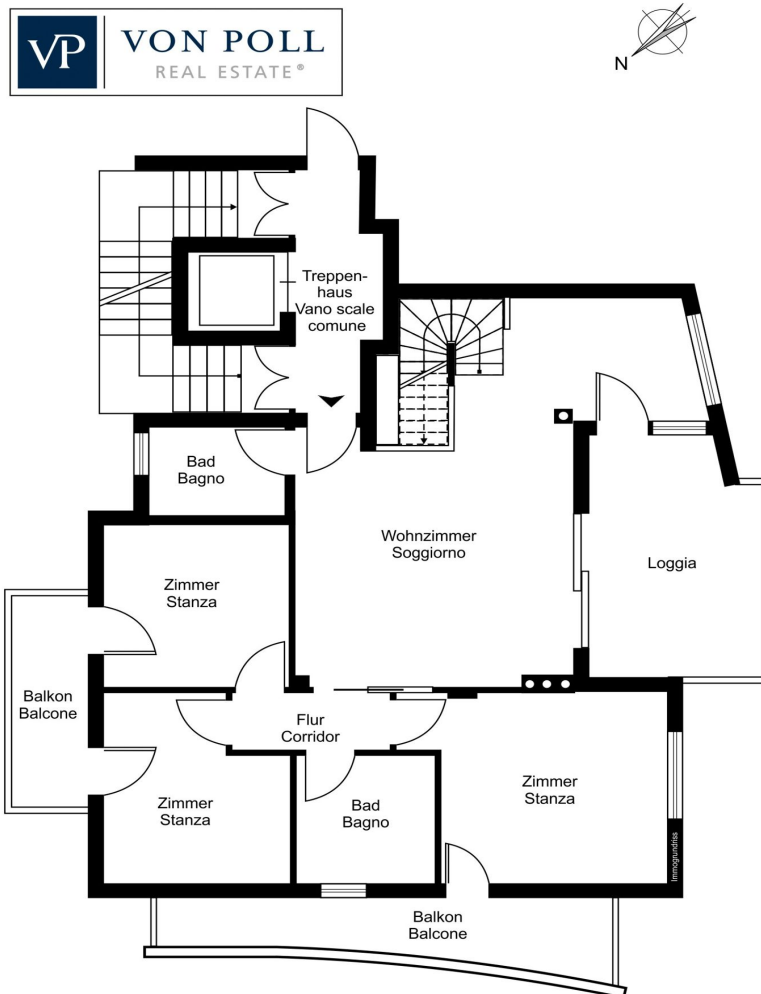 VP VON POLL
REAL ESTATE®
N
Treppen-
haus
Vano scale
comune
Bad
Bagno
Wohnzimmer
Soggiorno
Loggia
Zimmer
Stanza
Balkon
Balcone
Flur
Corridor
Zimmer
Stanza
Zimmer
Stanza
Bad
Bagno
Immogrundriss
Balkon
Balcone